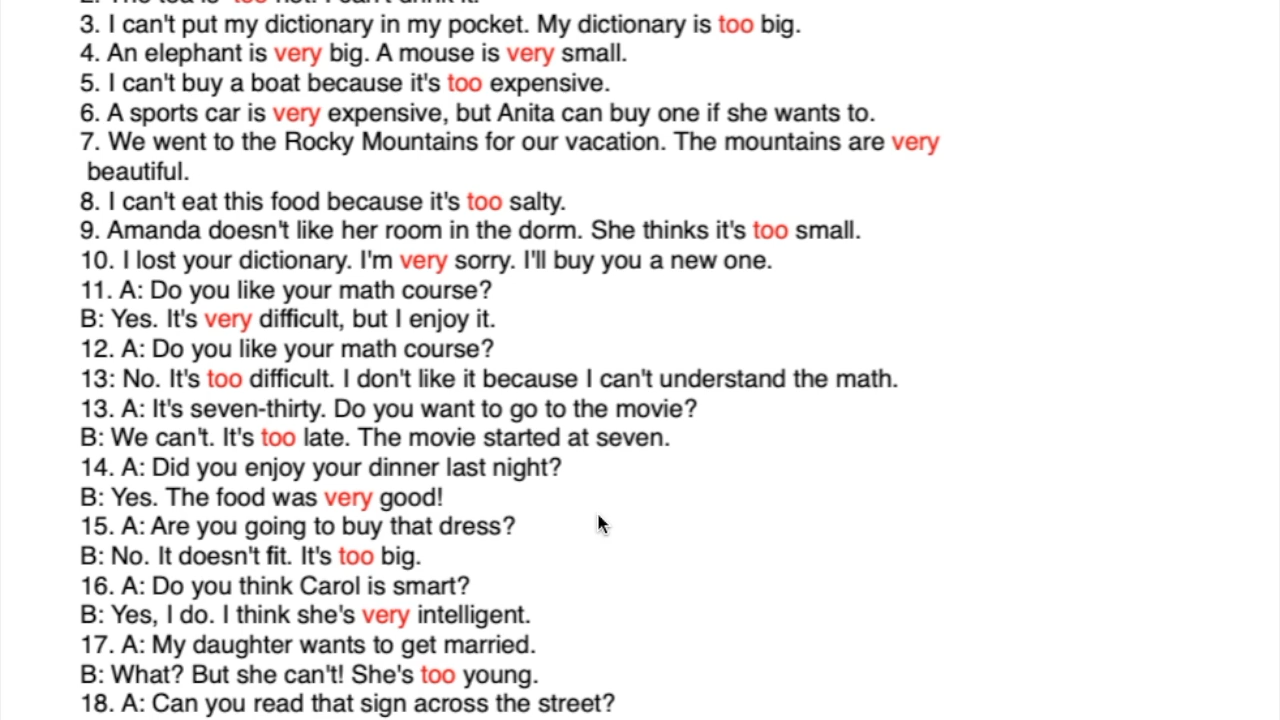 2. The tea is too hot. I can't drink it.
3. I can't put my dictionary in my pocket. My dictionary is too big.
4. An elephant is very big. A mouse is very small.
5. I can't buy a boat because it's too expensive.
6. A sports car is very expensive, but Anita can buy one if she wants to.
7. We went to the Rocky Mountains for our vacation. The mountains are very
beautiful.
8. I can't eat this food because it's too salty.
9. Amanda doesn't like her room in the dorm. She thinks it's too small.
10. I lost your dictionary. I'm very sorry. I'll buy you a new one.
11. A: Do you like your math course?
B: Yes. It's very difficult, but I enjoy it.
12. A: Do you like your math course?
13: No. It's too difficult. I don't like it because I can't understand the math.
13. A: It's seven-thirty. Do you want to go to the movie?
B: We can't. It's too late. The movie started at seven.
14. A: Did you enjoy your dinner last night?
B: Yes. The food was very good!
15. A: Are you going to buy that dress?
B: No. It doesn't fit. It's too big.
16. A: Do you think Carol is smart?
B: Yes, I do. I think she's very intelligent.
17. A: My daughter wants to get married.
B: What? But she can't! She's too young.
18. A: Can you read that sign across the street?